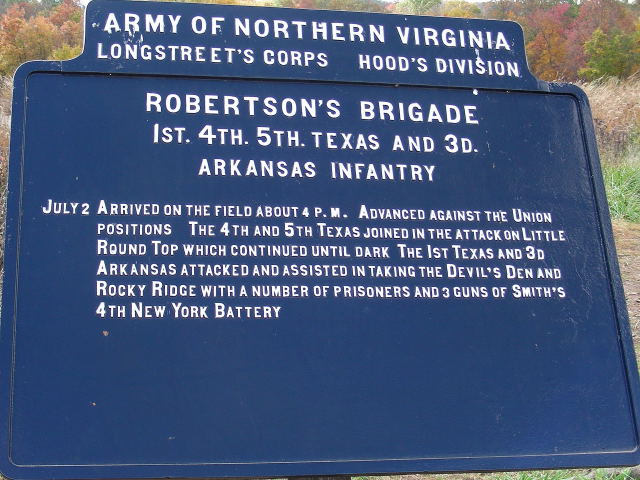 ARMY OF NORTHERN VIRGINIA
LONGSTREET'S CORPS HOOD'S DIVISION
ROBERTSON'S BRIGADE
1ST. 4TH. 5TH. TEXAS AND 3D.
ARKANSAS INFANTRY
JULY 2 ARRIVED ON THE FIELD ABOUT 4 P.M. ADVANCED AGAINST THE UNION
POSITIONS THE 4TH AND 5TH TEXAS JOINED IN THE ATTACK ON LITTLE
ROUND TOP WHICH CONTINUED UNTIL DARK THE 1ST TEXAS AND 3D
ARKANSAS ATTACKED AND ASSISTED IN TAKING THE DEVIL'S DEN AND
ROCKY RIDGE WITH A NUMBER OF PRISONERS AND 3 GUNS OF SMITH'S
4TH NEW YORK BATTERY